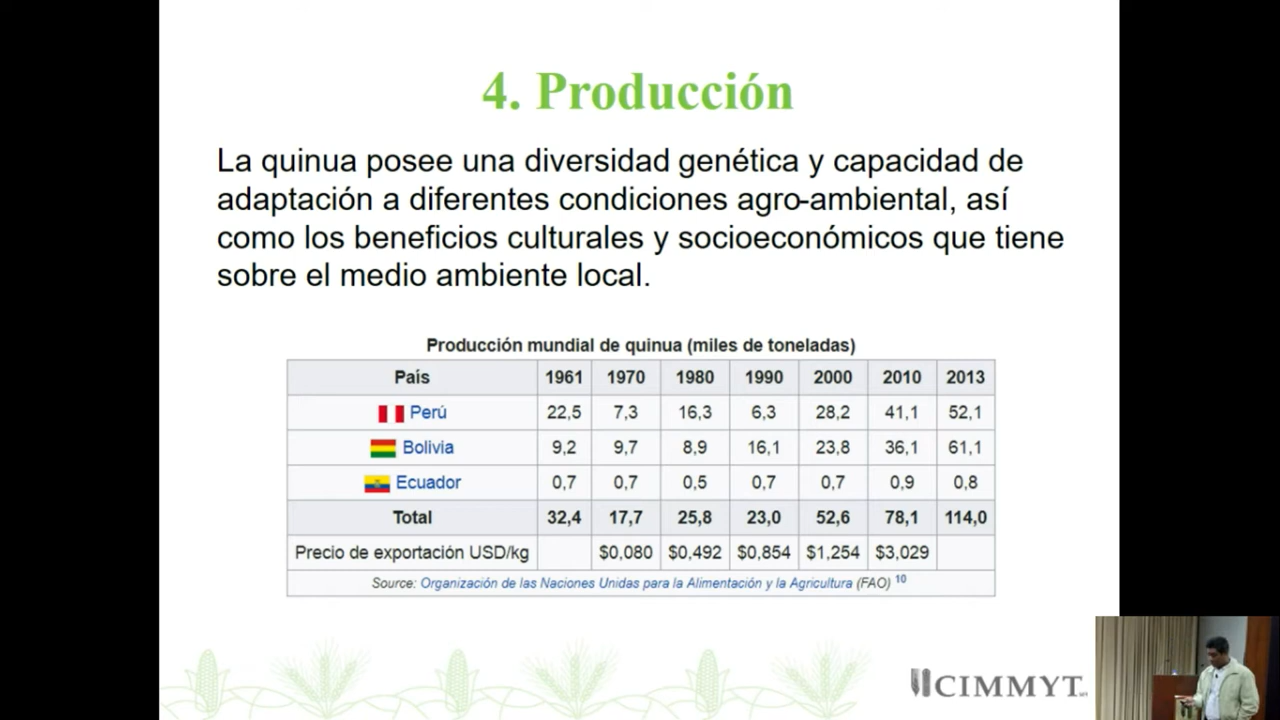 4. Producción
La quinua posee una diversidad genética y capacidad de
adaptación a diferentes condiciones agro-ambiental, así
como los beneficios culturales y socioeconómicos que tiene
sobre el medio ambiente local.
Producción mundial de quinua (miles de toneladas)
País 1961 1970 1980 1990 2000 2010 2013
Perú 22,5 7,3 16,3 6,3 28,2 41,1 52,1
Bolivia 9,2 9,7 8,9 16,1 23,8 36,1 61,1
Ecuador 0,7 0,7 0,5 0,7 0,7 0,9 0,8
Total 32,4 17,7 25,8 23,0 52,6 78,1 114,0
Precio de exportación USD/kg $0,080 $0,492 $0,854 $1,254 $3,029
Source: Organización de las Naciones Unidas para la Alimentación y la Agricultura (FAO) 10
CIMMYT